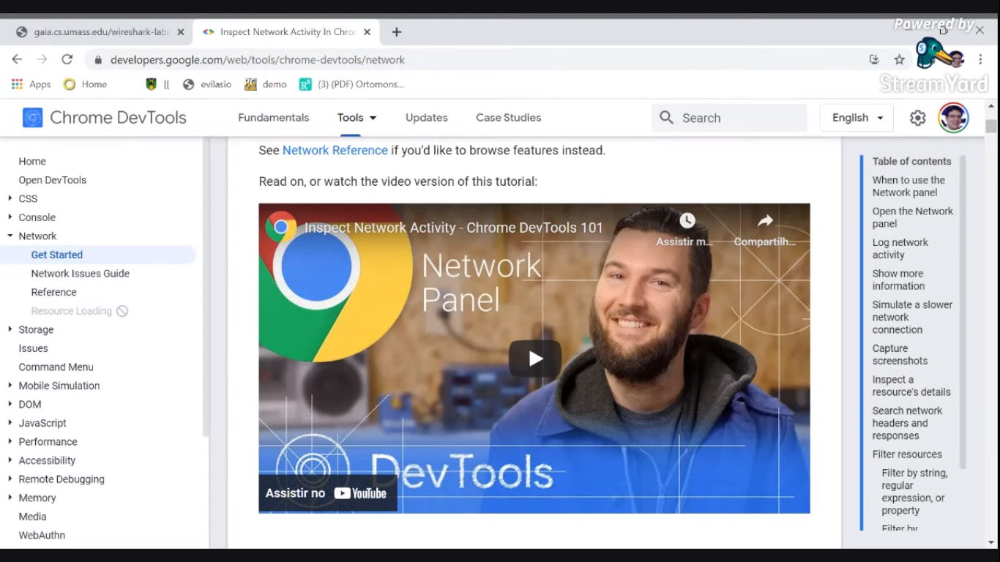 Powered by
StreamYard
gaia.cs.umass.edu/wireshark-labs
Inspect Network Activity In Chro
developers.google.com/web/tools/chrome-devtools/network
Apps
Home
[[
evilasio
demo
(3) (PDF) Ortomons...
Chrome DevTools
Fundamentals
Tools
Updates
Case Studies
Search
English
Home
Open DevTools
CSS
Console
Network
Get Started
Network Issues Guide
Reference
Resource Loading
Storage
Issues
Command Menu
Mobile Simulation
DOM
JavaScript
Performance
Accessibility
Remote Debugging
Memory
Media
WebAuthn
See Network Reference if you'd like to browse features instead.
Read on, or watch the video version of this tutorial:
Inspect Network Activity - Chrome DevTools 101
Assistir m...
Compartilh...
Network
Panel
DevTools
Assistir no YouTube
Table of contents
When to use the
Network panel
Open the Network
panel
Log network
activity
Show more
information
Simulate a slower
network
connection
Capture
screenshots
Inspect a
resource's details
Search network
headers and
responses
Filter resources
Filter by string,
regular
expression, or
property
Filter by